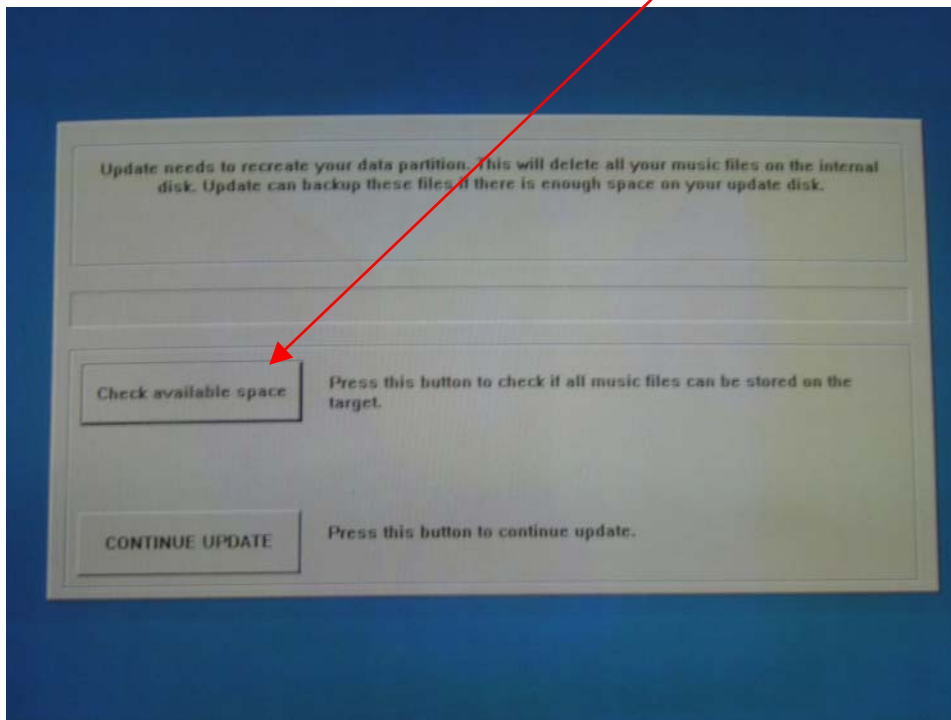 Update needs to recreate your data partition. This will delete all your music files on the internal
disk. Update can backup these files if there is enough space on your update disk.
Check available space
Press this button to check if all music files can be stored on the
target.
CONTINUE UPDATE
Press this button to continue update.